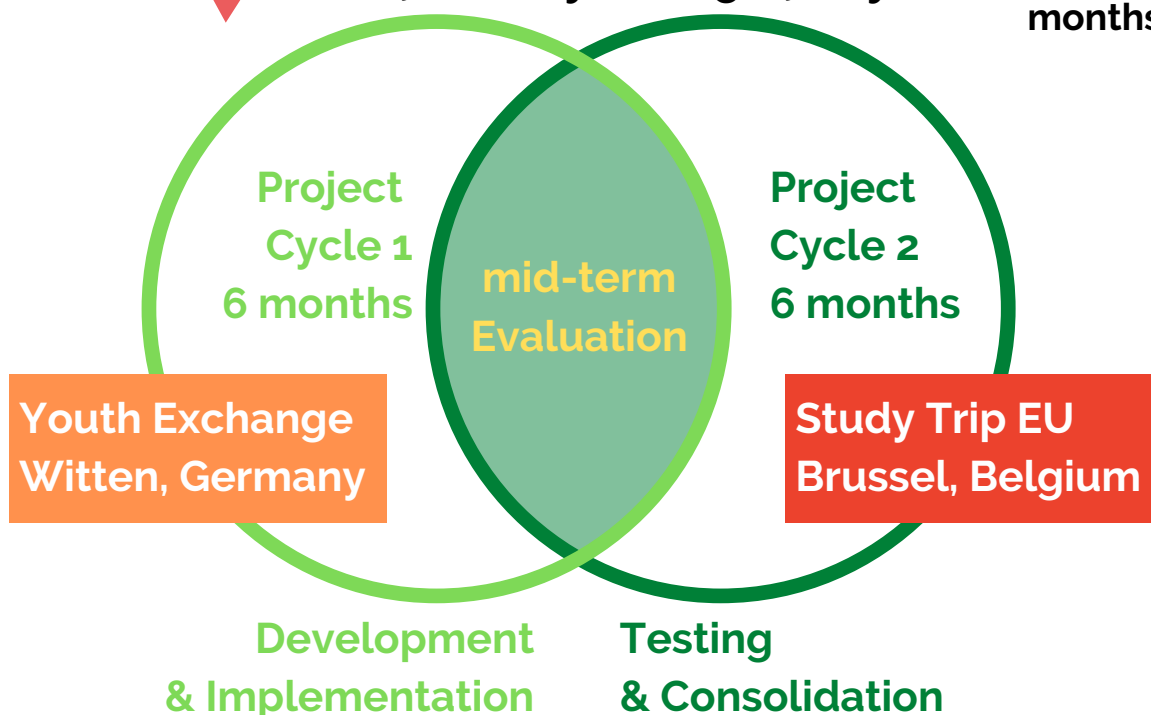 months
Project
Cycle 1
6 months
mid-term
Evaluation
Project
Cycle 2
6 months
Youth Exchange
Witten, Germany
Study Trip EU
Brussel, Belgium
Development
& Implementation
Testing
& Consolidation